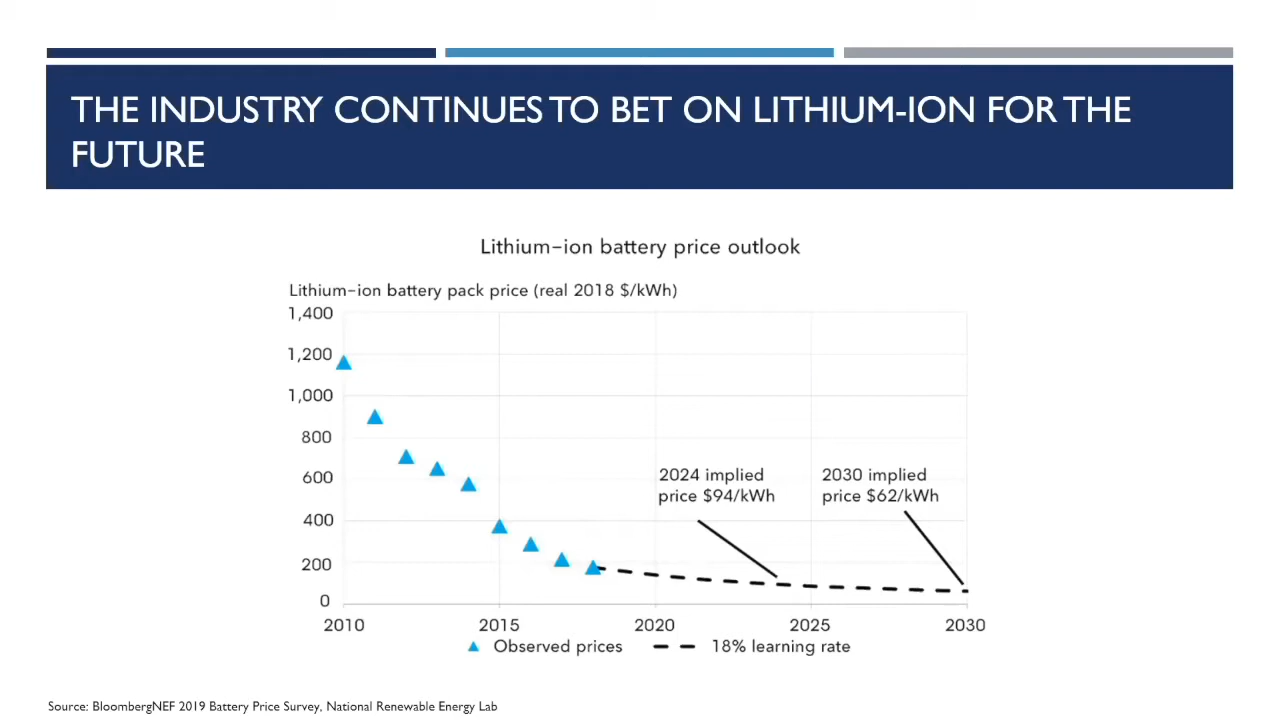 THE INDUSTRY CONTINUES TO BET ON LITHIUM-ION FOR THE
FUTURE
Lithium-ion battery price outlook
Lithium-ion battery pack price (real 2018 $/kWh)
1,400
1,200
1,000
800
600
400
200
0
2024 implied
price $94/kWh
2030 implied
price $62/kWh
2010 2015 2020 2025 2030
Observed prices 18% learning rate
Source: BloombergNEF 2019 Battery Price Survey, National Renewable Energy Lab